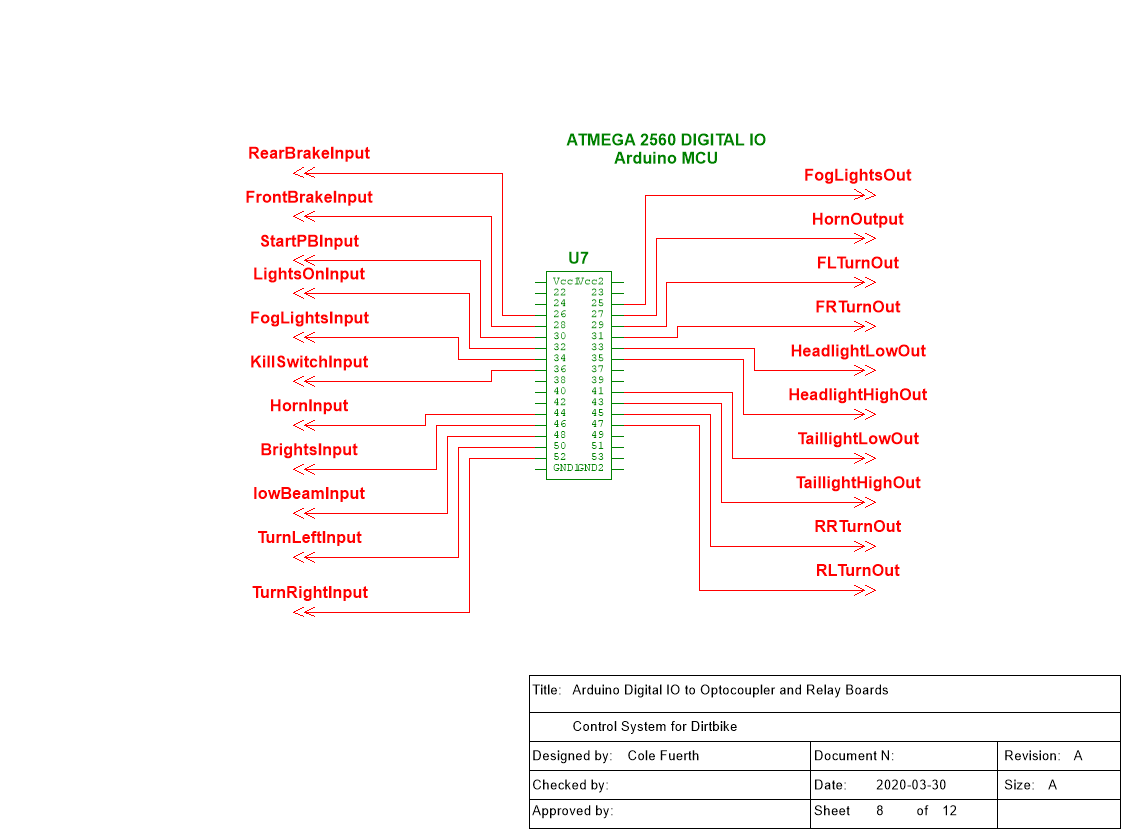 ATMEGA 2560 DIGITAL IO
Arduino MCU
RearBrakeInput
FrontBrakeInput
StartPBInput
LightsOnInput
FogLightsInput
KillSwitchInput
HornInput
BrightsInput
lowBeamInput
TurnLeftInput
TurnRightInput
U7
Vcc1 Vcc2
22 23
24 25
26 27
28 29
30 31
32 33
34 35
36 37
38 39
40 41
42 43
44 45
46 47
48 49
50 51
52 53
GND1 GND2
FogLightsOut
HornOutput
FLTurnOut
FRTurnOut
HeadlightLowOut
HeadlightHighOut
TaillightLowOut
TaillightHighOut
RRTurnOut
RLTurnOut
Title: Arduino Digital IO to Optocoupler and Relay Boards
Control System for Dirtbike
Designed by: Cole Fuerth Document N: Revision: A
Checked by: Date: 2020-03-30 Size: A
Approved by: Sheet 8 of 12